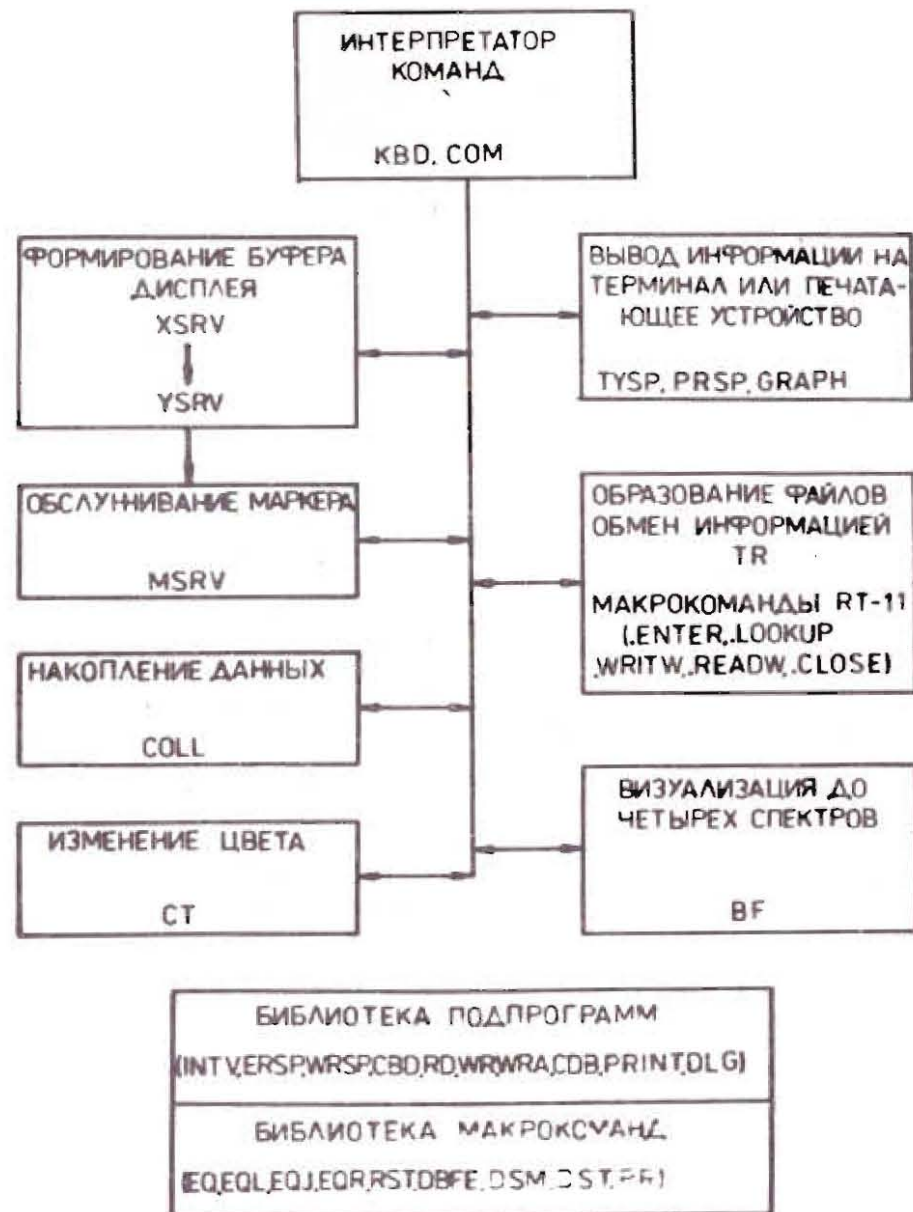 ИНТЕРПРЕТАТОР
КОМАНД
KBD, COM
ФОРМИРОВАНИЕ БУФЕРА
ДИСПЛЕЯ
XSRV
YSRV
ОБСЛУЖИВАНИЕ МАРКЕРА
MSRV
НАКОПЛЕНИЕ ДАННЫХ
COLL
ИЗМЕНЕНИЕ ЦВЕТА
CT
ВЫВОД ИНФОРМАЦИИ НА
ТЕРМИНАЛ ИЛИ ПЕЧАТА-
ЮЩЕЕ УСТРОЙСТВО
TYSP, PRSP, GRAPH
ОБРАЗОВАНИЕ ФАЙЛОВ
ОБМЕН ИНФОРМАЦИЕЙ
TR
МАКРОКОМАНДЫ RT-11
(.ENTER,.LOOKUP
.WRITW,.READW,.CLOSE)
ВИЗУАЛИЗАЦИЯ ДО
ЧЕТЫРЕХ СПЕКТРОВ
BF
БИБЛИОТЕКА ПОДПРОГРАММ
(INTV,ERSP,WRSP,CBD,RD,WR,WRA,CDB,PRINT,DLG)
БИБЛИОТЕКА МАКРОКОМАНД
(EQ,EQL,EQJ,EQR,RST,DBFE,DSM,DST,PR)